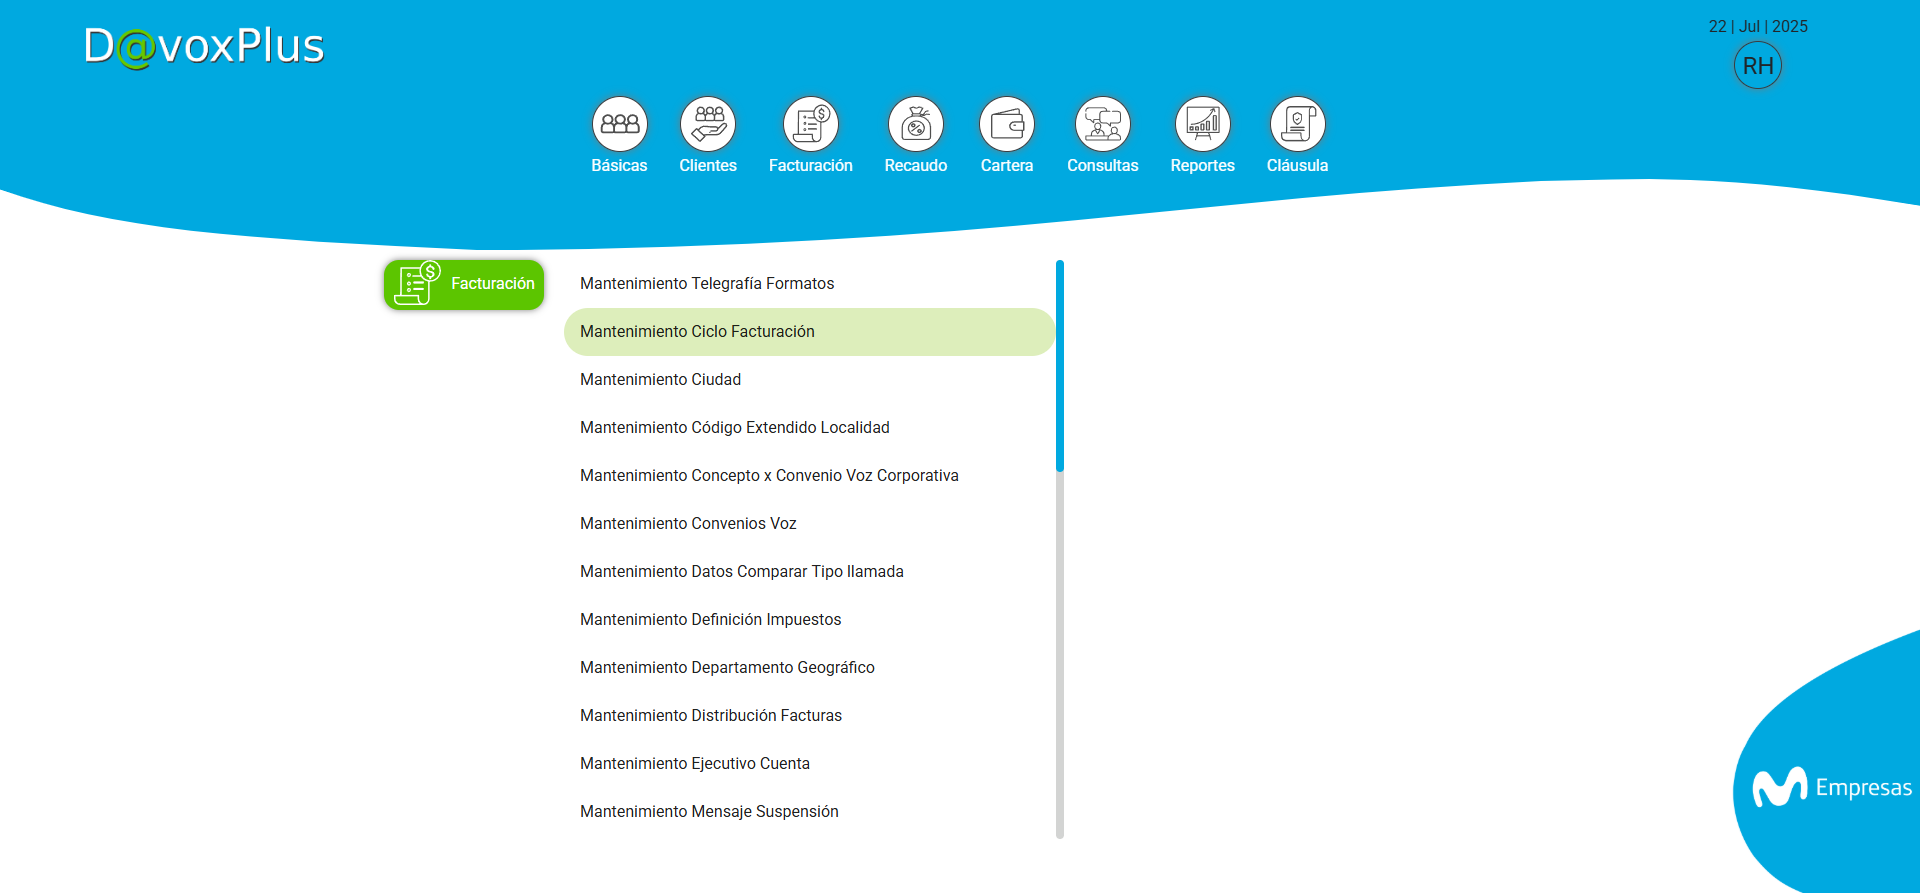 D@voxPlus
22 | Jul | 2025
RH
Básicas
Clientes
Facturación
Recaudo
Cartera
Consultas
Reportes
Cláusula
Facturación
Mantenimiento Telegrafía Formatos
Mantenimiento Ciclo Facturación
Mantenimiento Ciudad
Mantenimiento Código Extendido Localidad
Mantenimiento Concepto x Convenio Voz Corporativa
Mantenimiento Convenios Voz
Mantenimiento Datos Comparar Tipo llamada
Mantenimiento Definición Impuestos
Mantenimiento Departamento Geográfico
Mantenimiento Distribución Facturas
Mantenimiento Ejecutivo Cuenta
Mantenimiento Mensaje Suspensión
Empresas